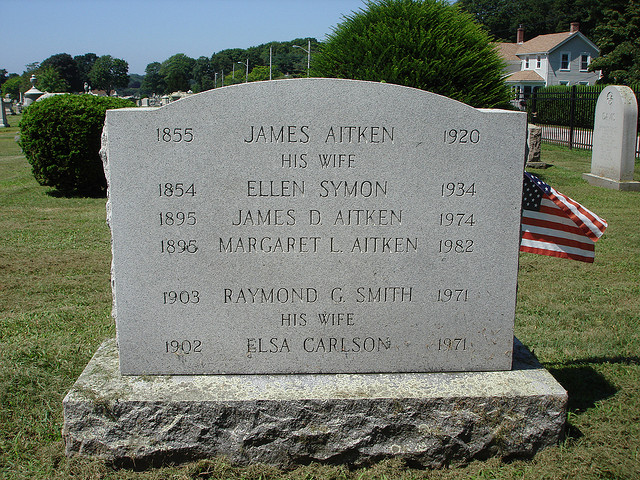 1855 JAMES AITKEN 1920
HIS WIFE
1854 ELLEN SYMON 1934
1895 JAMES D AITKEN 1974
1896 MARGARET L. AITKEN 1982
1903 RAYMOND G. SMITH 1971
HIS WIFE
1902 ELSA CARLSON 1971